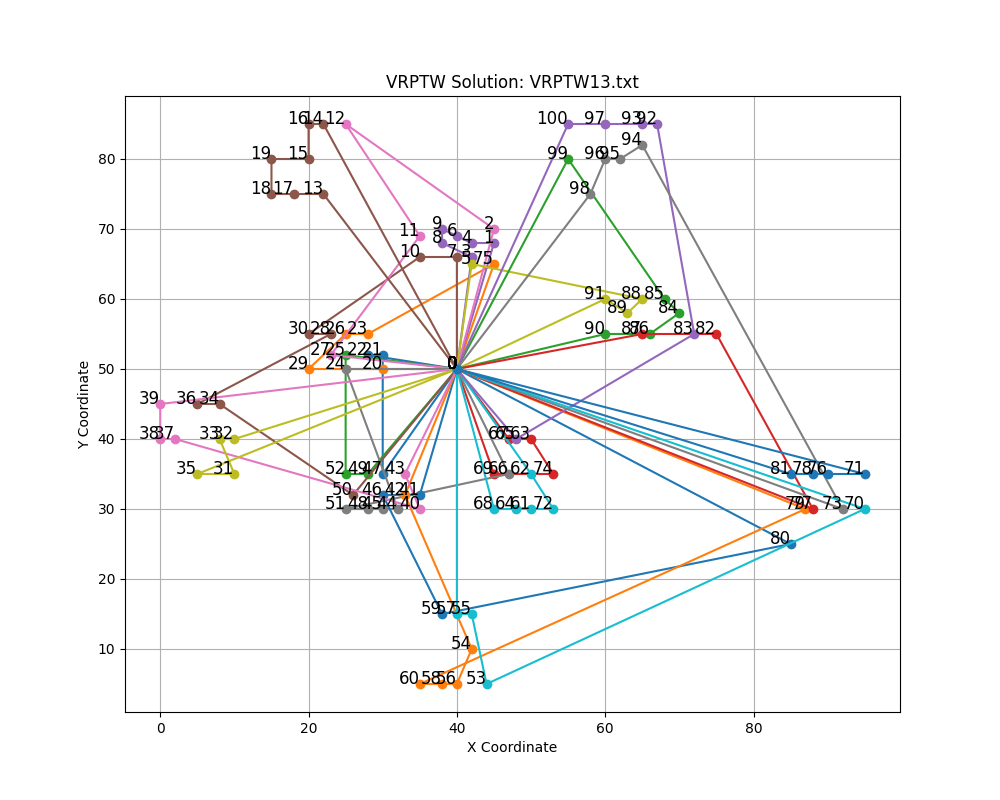 VRPTW Solution: VRPTW13.txt
16 14 12 100 97 93 92
94
80 19 15 99 96 95
18 17 13 98
70 9 6 2
11 8 4 1
10 7 3 5 75
60 91 88 85
89 84
30 28 26 23 90 87 86 83 82
27 25 22 21
50 29 24 20 0
39 36 34
40 38 37 33 32 65 63
35 31 52 49 47 43 69 66 62 74 81 78 76 71
50 46 42 41
30 51 48 45 44 40 68 64 61 72 73 70
80
20
59 57 55
10 54
60 58 56 53
0 20 40 60 80
X Coordinate
Y Coordinate